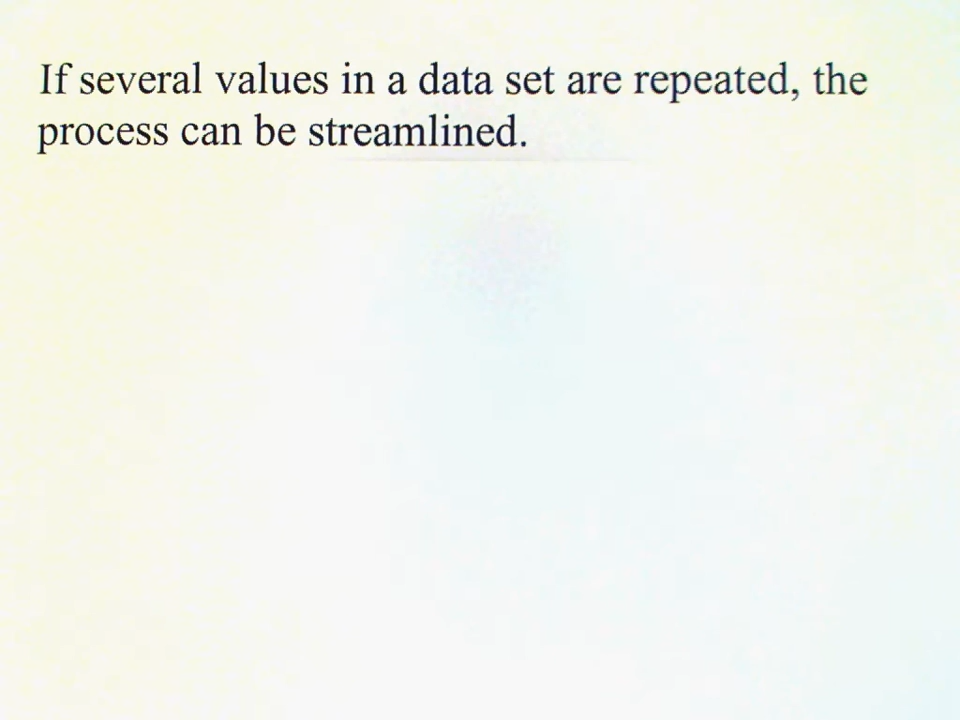 If several values in a data set are repeated, the
process can be streamlined.